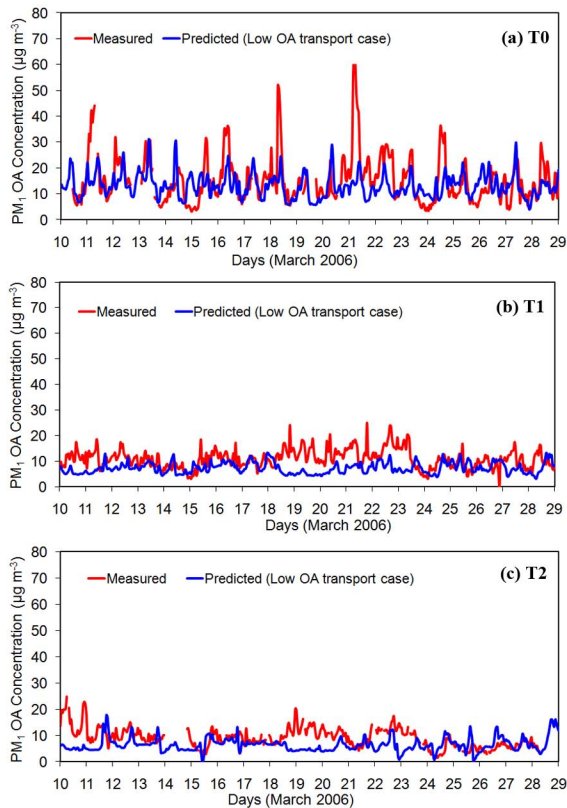 80
(a) T0
Measured Predicted (Low OA transport case)
70
60
50
40
30
20
10
0
PM1 OA Concentration (µg m-3)
10 11 12 13 14 15 16 17 18 19 20 21 22 23 24 25 26 27 28 29
Days (March 2006)
80
(b) T1
Measured Predicted (Low OA transport case)
70
60
50
40
30
20
10
0
PM1 OA Concentration (µg m-3)
10 11 12 13 14 15 16 17 18 19 20 21 22 23 24 25 26 27 28 29
Days (March 2006)
80
(c) T2
Measured Predicted (Low OA transport case)
70
60
50
40
30
20
10
0
PM1 OA Concentration (µg m-3)
10 11 12 13 14 15 16 17 18 19 20 21 22 23 24 25 26 27 28 29
Days (March 2006)